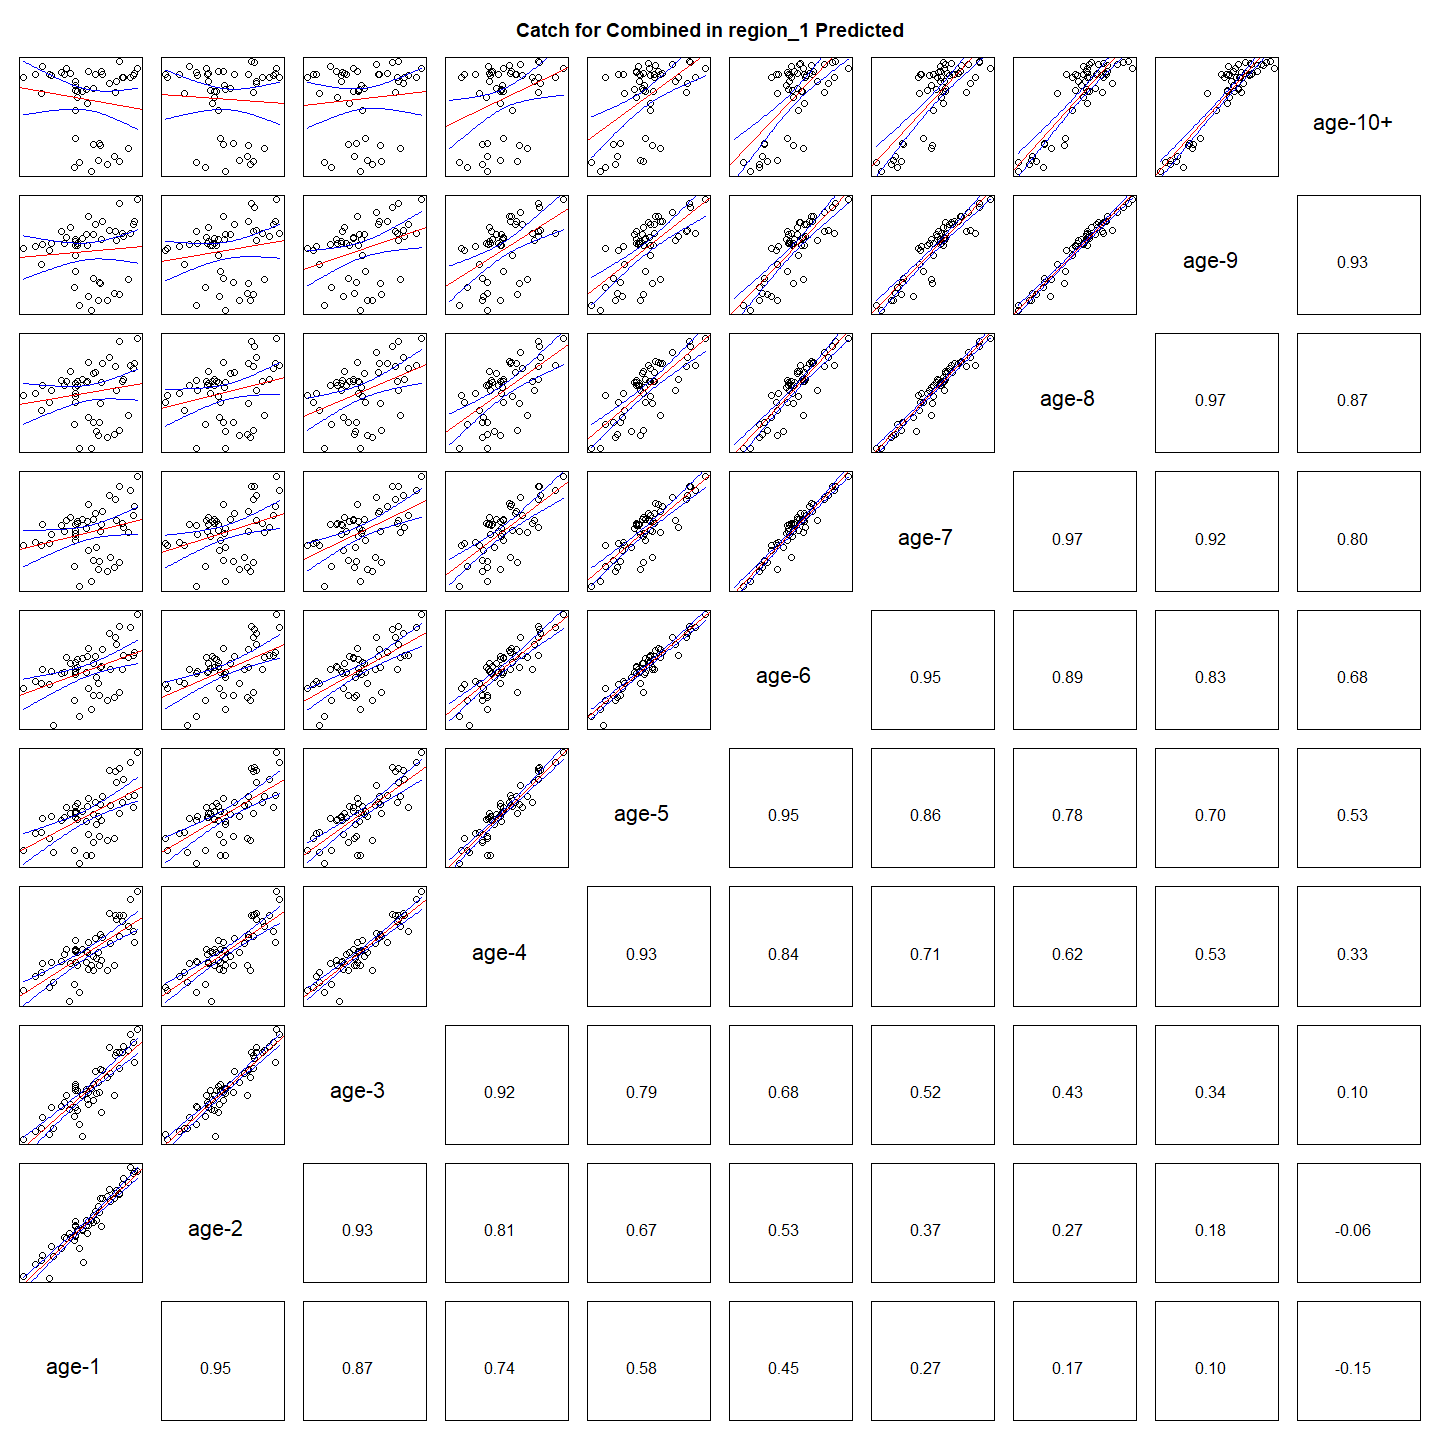 Catch for Combined in region_1 Predicted
age-10+
age-9 0.93
age-8 0.97 0.87
age-7 0.97 0.92 0.80
age-6 0.95 0.89 0.83 0.68
age-5 0.95 0.86 0.78 0.70 0.53
age-4 0.93 0.84 0.71 0.62 0.53 0.33
age-3 0.92 0.79 0.68 0.52 0.43 0.34 0.10
age-2 0.93 0.81 0.67 0.53 0.37 0.27 0.18 -0.06
age-1 0.95 0.87 0.74 0.58 0.45 0.27 0.17 0.10 -0.15